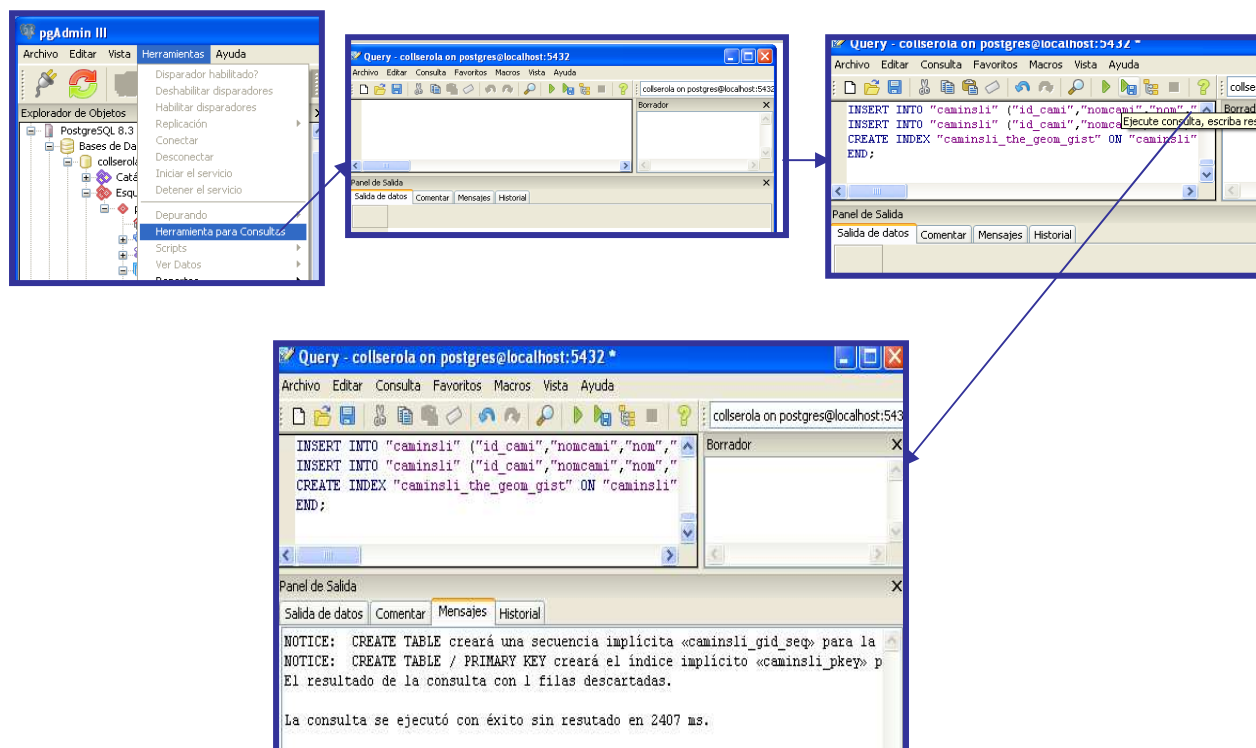 pgAdmin III
Archivo Editar Vista Herramientas Ayuda
Disparador habilitado?
Deshabilitar disparadores
Habilitar disparadores
Replicación
Conectar
Desconectar
Iniciar el servicio
Detener el servicio
Depurando
Herramienta para Consultas
Scripts
Ver Datos
Explorador de Objetos
PostgreSQL 8.3
Bases de Da
collserola
Catá
Esqu
Query - collserola on postgres@localhost:5432
Archivo Editar Consulta Favoritos Macros Vista Ayuda
collserola on postgres@localhost:5432
Borrador
Panel de Salida
Salida de datos Comentar Mensajes Historial
Query - collserola on postgres@localhost:5432 *
Archivo Editar Consulta Favoritos Macros Vista Ayuda
collse
INSERT INTO "caminsli" ("id_cami","nomcami","nom","
INSERT INTO "caminsli" ("id_cami","nomca
CREATE INDEX "caminsli_the_geom_gist" ON "caminsli"
END;
Ejecute consulta, escriba res
Borrad
Panel de Salida
Salida de datos Comentar Mensajes Historial
Query - collserola on postgres@localhost:5432 *
Archivo Editar Consulta Favoritos Macros Vista Ayuda
collserola on postgres@localhost:543
INSERT INTO "caminsli" ("id_cami","nomcami","nom","
INSERT INTO "caminsli" ("id_cami","nomcami","nom","
CREATE INDEX "caminsli_the_geom_gist" ON "caminsli"
END;
Borrador
Panel de Salida
Salida de datos Comentar Mensajes Historial
NOTICE: CREATE TABLE creará una secuencia implícita «caminsli_gid_seq» para la
NOTICE: CREATE TABLE / PRIMARY KEY creará el índice implícito «caminsli_pkey» p
El resultado de la consulta con 1 filas descartadas.
La consulta se ejecutó con éxito sin resutado en 2407 ms.